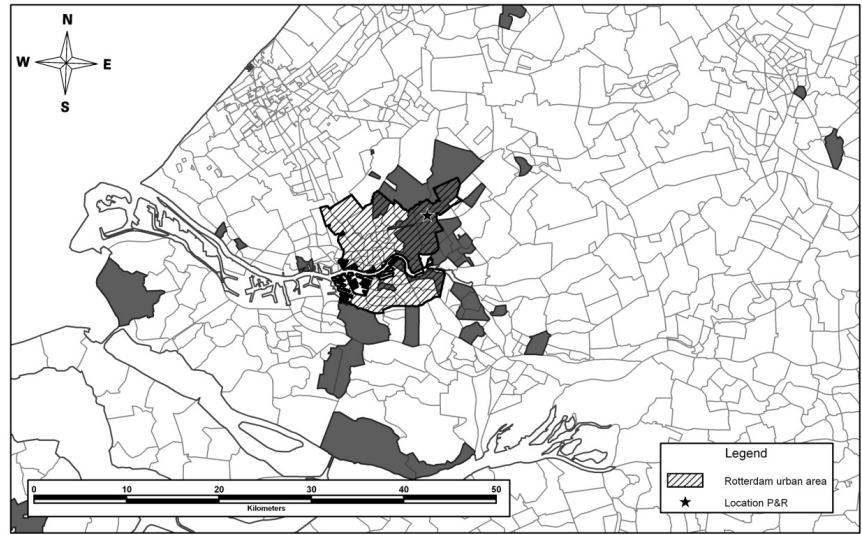 N
W E
S
Legend
Rotterdam urban area
Location P&R
0 10 20 30 40 50
Kilometers